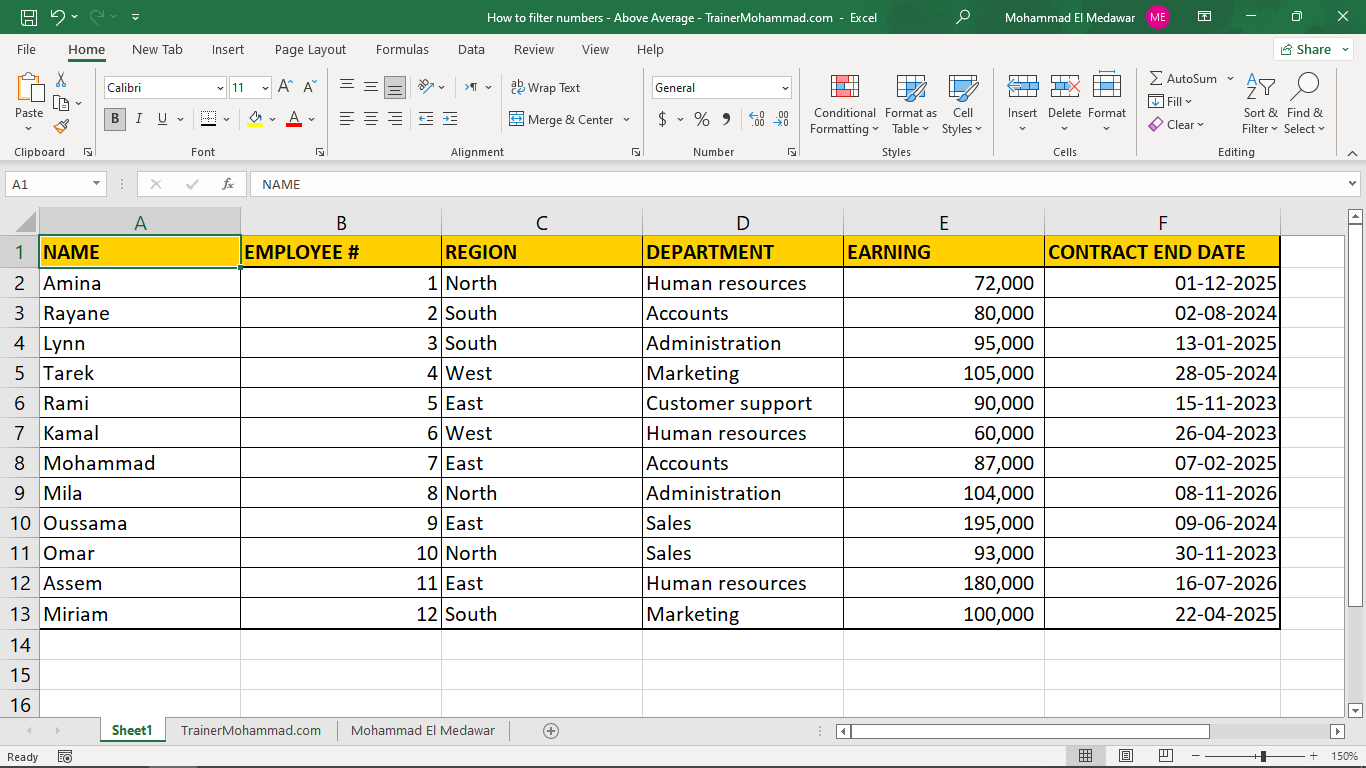 How to filter numbers - Above Average - TrainerMohammad.com - Excel
Mohammad El Medawar ME
File Home New Tab Insert Page Layout Formulas Data Review View Help Share
Paste
Clipboard
Calibri 11
B I U A
Font
Wrap Text
Merge & Center
Alignment
General
$ % ,
Number
Conditional Formatting
Format as Table
Cell Styles
Styles
Insert Delete Format
Cells
AutoSum
Fill
Clear
Sort & Filter
Find & Select
Editing
A1 fx NAME
A B C D E F
1 NAME EMPLOYEE # REGION DEPARTMENT EARNING CONTRACT END DATE
2 Amina 1 North Human resources 72,000 01-12-2025
3 Rayane 2 South Accounts 80,000 02-08-2024
4 Lynn 3 South Administration 95,000 13-01-2025
5 Tarek 4 West Marketing 105,000 28-05-2024
6 Rami 5 East Customer support 90,000 15-11-2023
7 Kamal 6 West Human resources 60,000 26-04-2023
8 Mohammad 7 East Accounts 87,000 07-02-2025
9 Mila 8 North Administration 104,000 08-11-2026
10 Oussama 9 East Sales 195,000 09-06-2024
11 Omar 10 North Sales 93,000 30-11-2023
12 Assem 11 East Human resources 180,000 16-07-2026
13 Miriam 12 South Marketing 100,000 22-04-2025
14
15
16
Sheet1 TrainerMohammad.com Mohammad El Medawar
Ready 150%